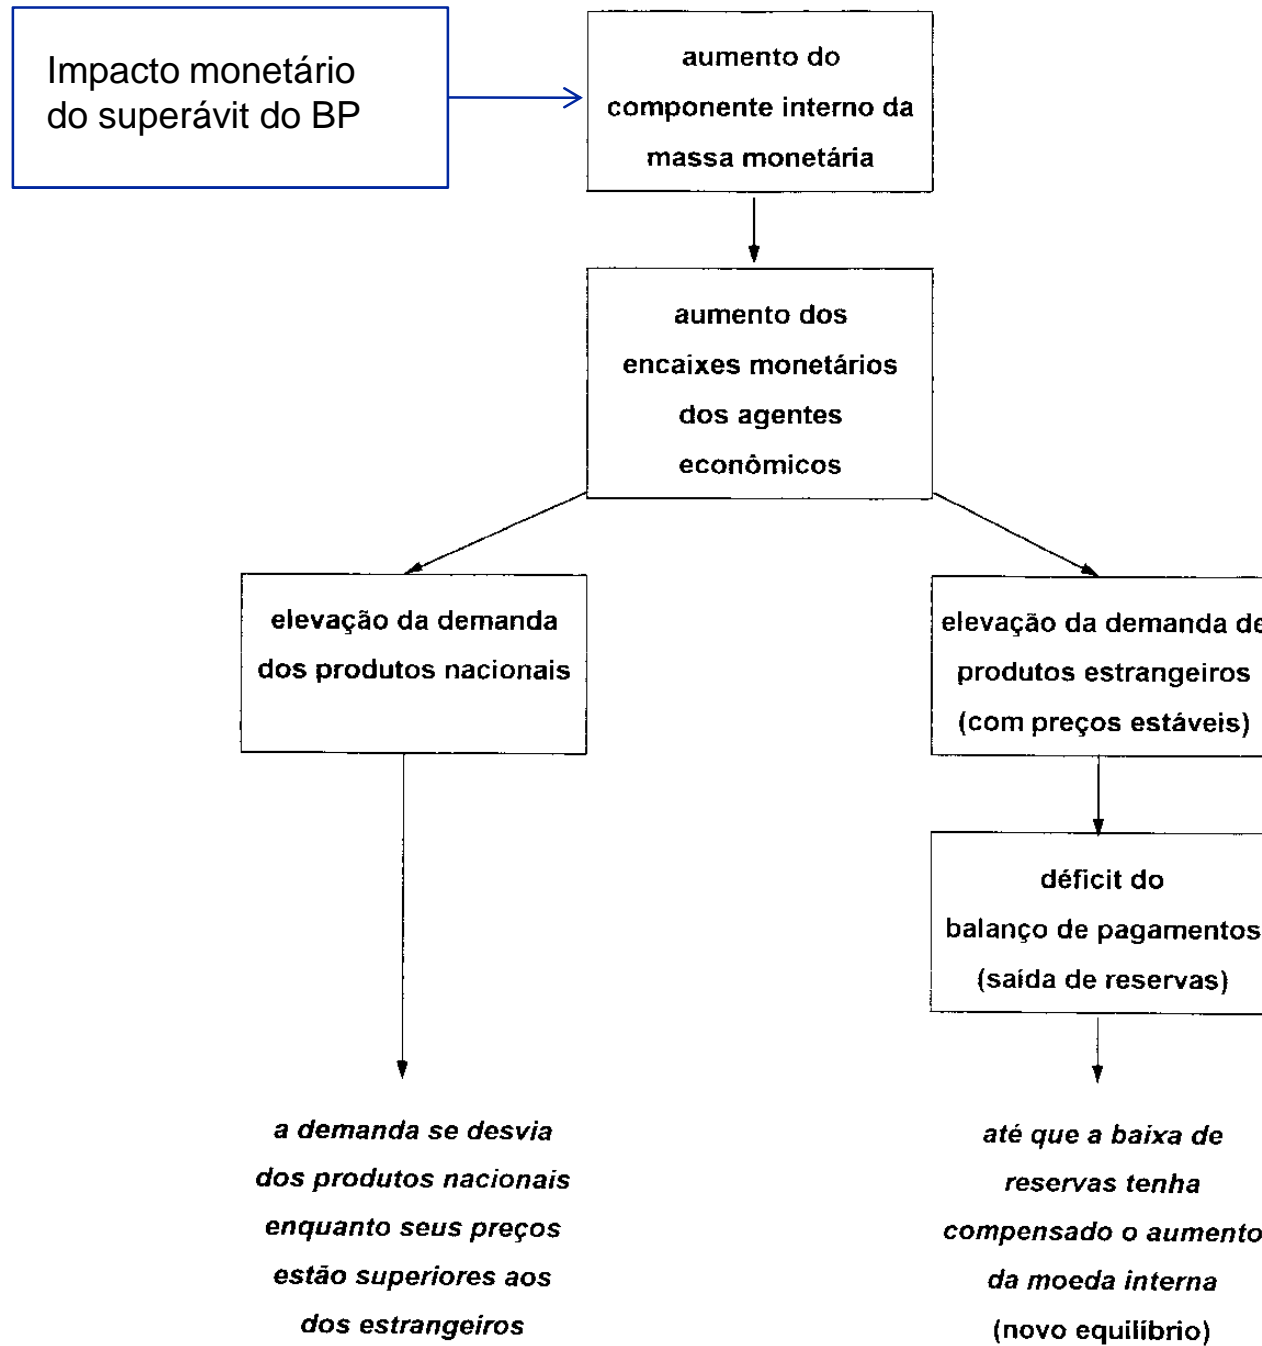 Impacto monetário
do superávit do BP
aumento do
componente interno da
massa monetária
aumento dos
encaixes monetários
dos agentes
econômicos
elevação da demanda
dos produtos nacionais
elevação da demanda de
produtos estrangeiros
(com preços estáveis)
déficit do
balanço de pagamentos
(saída de reservas)
a demanda se desvia
dos produtos nacionais
enquanto seus preços
estão superiores aos
dos estrangeiros
até que a baixa de
reservas tenha
compensado o aumento
da moeda interna
(novo equilíbrio)